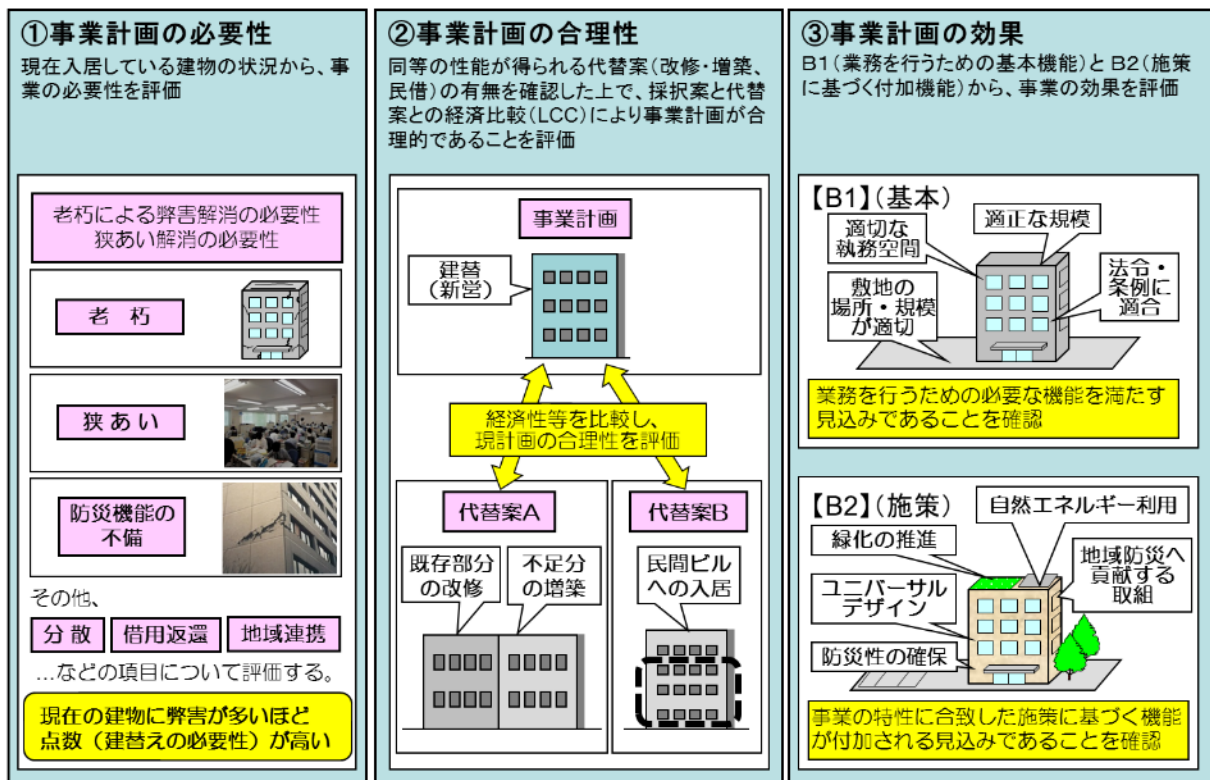 ①事業計画の必要性
現在入居している建物の状況から、事
業の必要性を評価
老朽による弊害解消の必要性
狭あい解消の必要性
老 朽
狭 あ い
防災機能の
不備
その他、
分 散
借用返還
地域連携
…などの項目について評価する。
現在の建物に弊害が多いほど
点数（建替えの必要性）が高い
②事業計画の合理性
同等の性能が得られる代替案（改修・増築、
民借）の有無を確認した上で、採択案と代替
案との経済比較（LCC）により事業計画が合
理的であることを評価
事業計画
建替
（新営）
経済性等を比較し、
現計画の合理性を評価
代替案A
既存部分
の改修
不足分
の増築
代替案B
民間ビル
への入居
③事業計画の効果
B1（業務を行うための基本機能）と B2（施策
に基づく付加機能）から、事業の効果を評価
【B1】（基本）
適正な規模
適切な
執務空間
法令・
条例に
適合
敷地の
場所・規模
が適切
業務を行うための必要な機能を満たす
見込みであることを確認
【B2】（施策）
自然エネルギー利用
緑化の推進
地域防災へ
貢献する
取組
ユニバーサル
デザイン
防災性の確保
事業の特性に合致した施策に基づく機能
が付加される見込みであることを確認